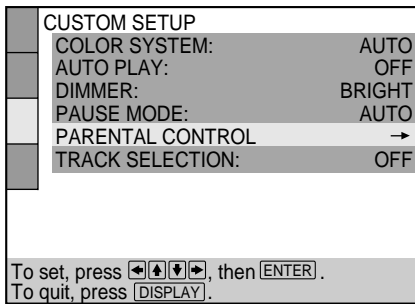 CUSTOM SETUP
COLOR SYSTEM: AUTO
AUTO PLAY: OFF
DIMMER: BRIGHT
PAUSE MODE: AUTO
PARENTAL CONTROL →
TRACK SELECTION: OFF
To set, press ←↑↓→, then ENTER.
To quit, press DISPLAY.